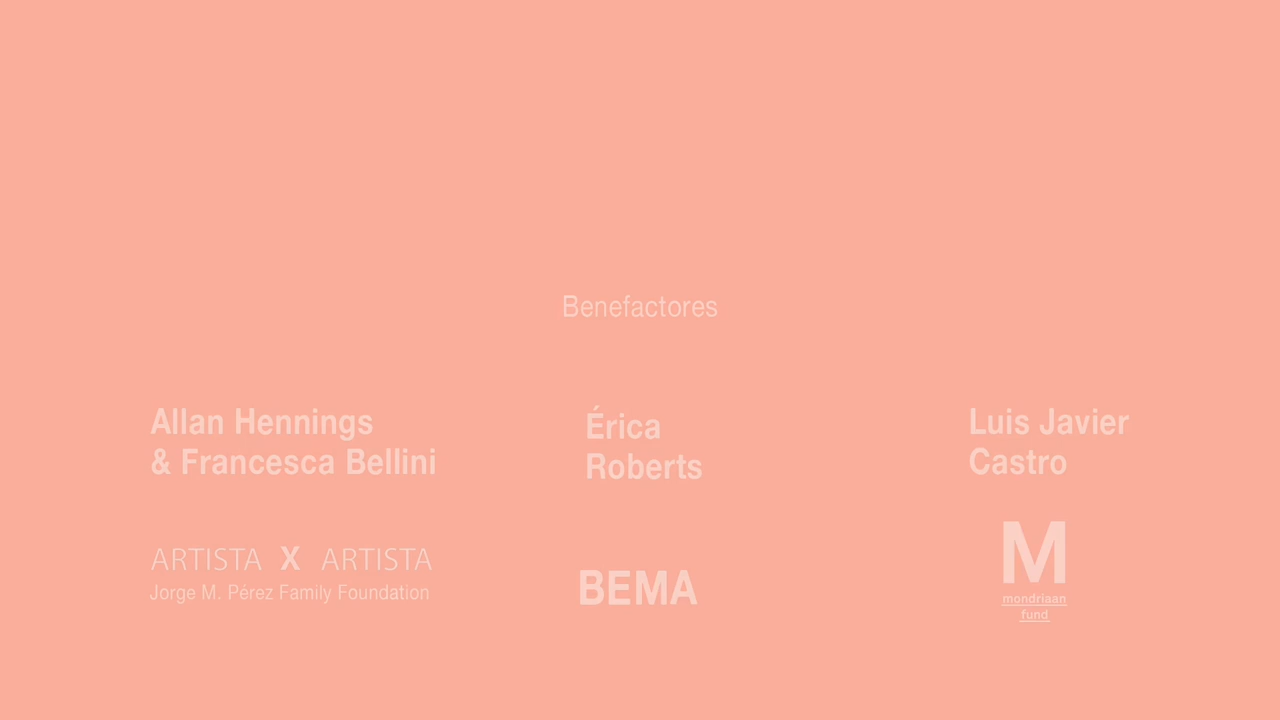 Benefactores
Allan Hennings
& Francesca Bellini
Érica
Roberts
Luis Javier
Castro
ARTISTA X ARTISTA
Jorge M. Pérez Family Foundation
BEMA
M
mondriaan
fund